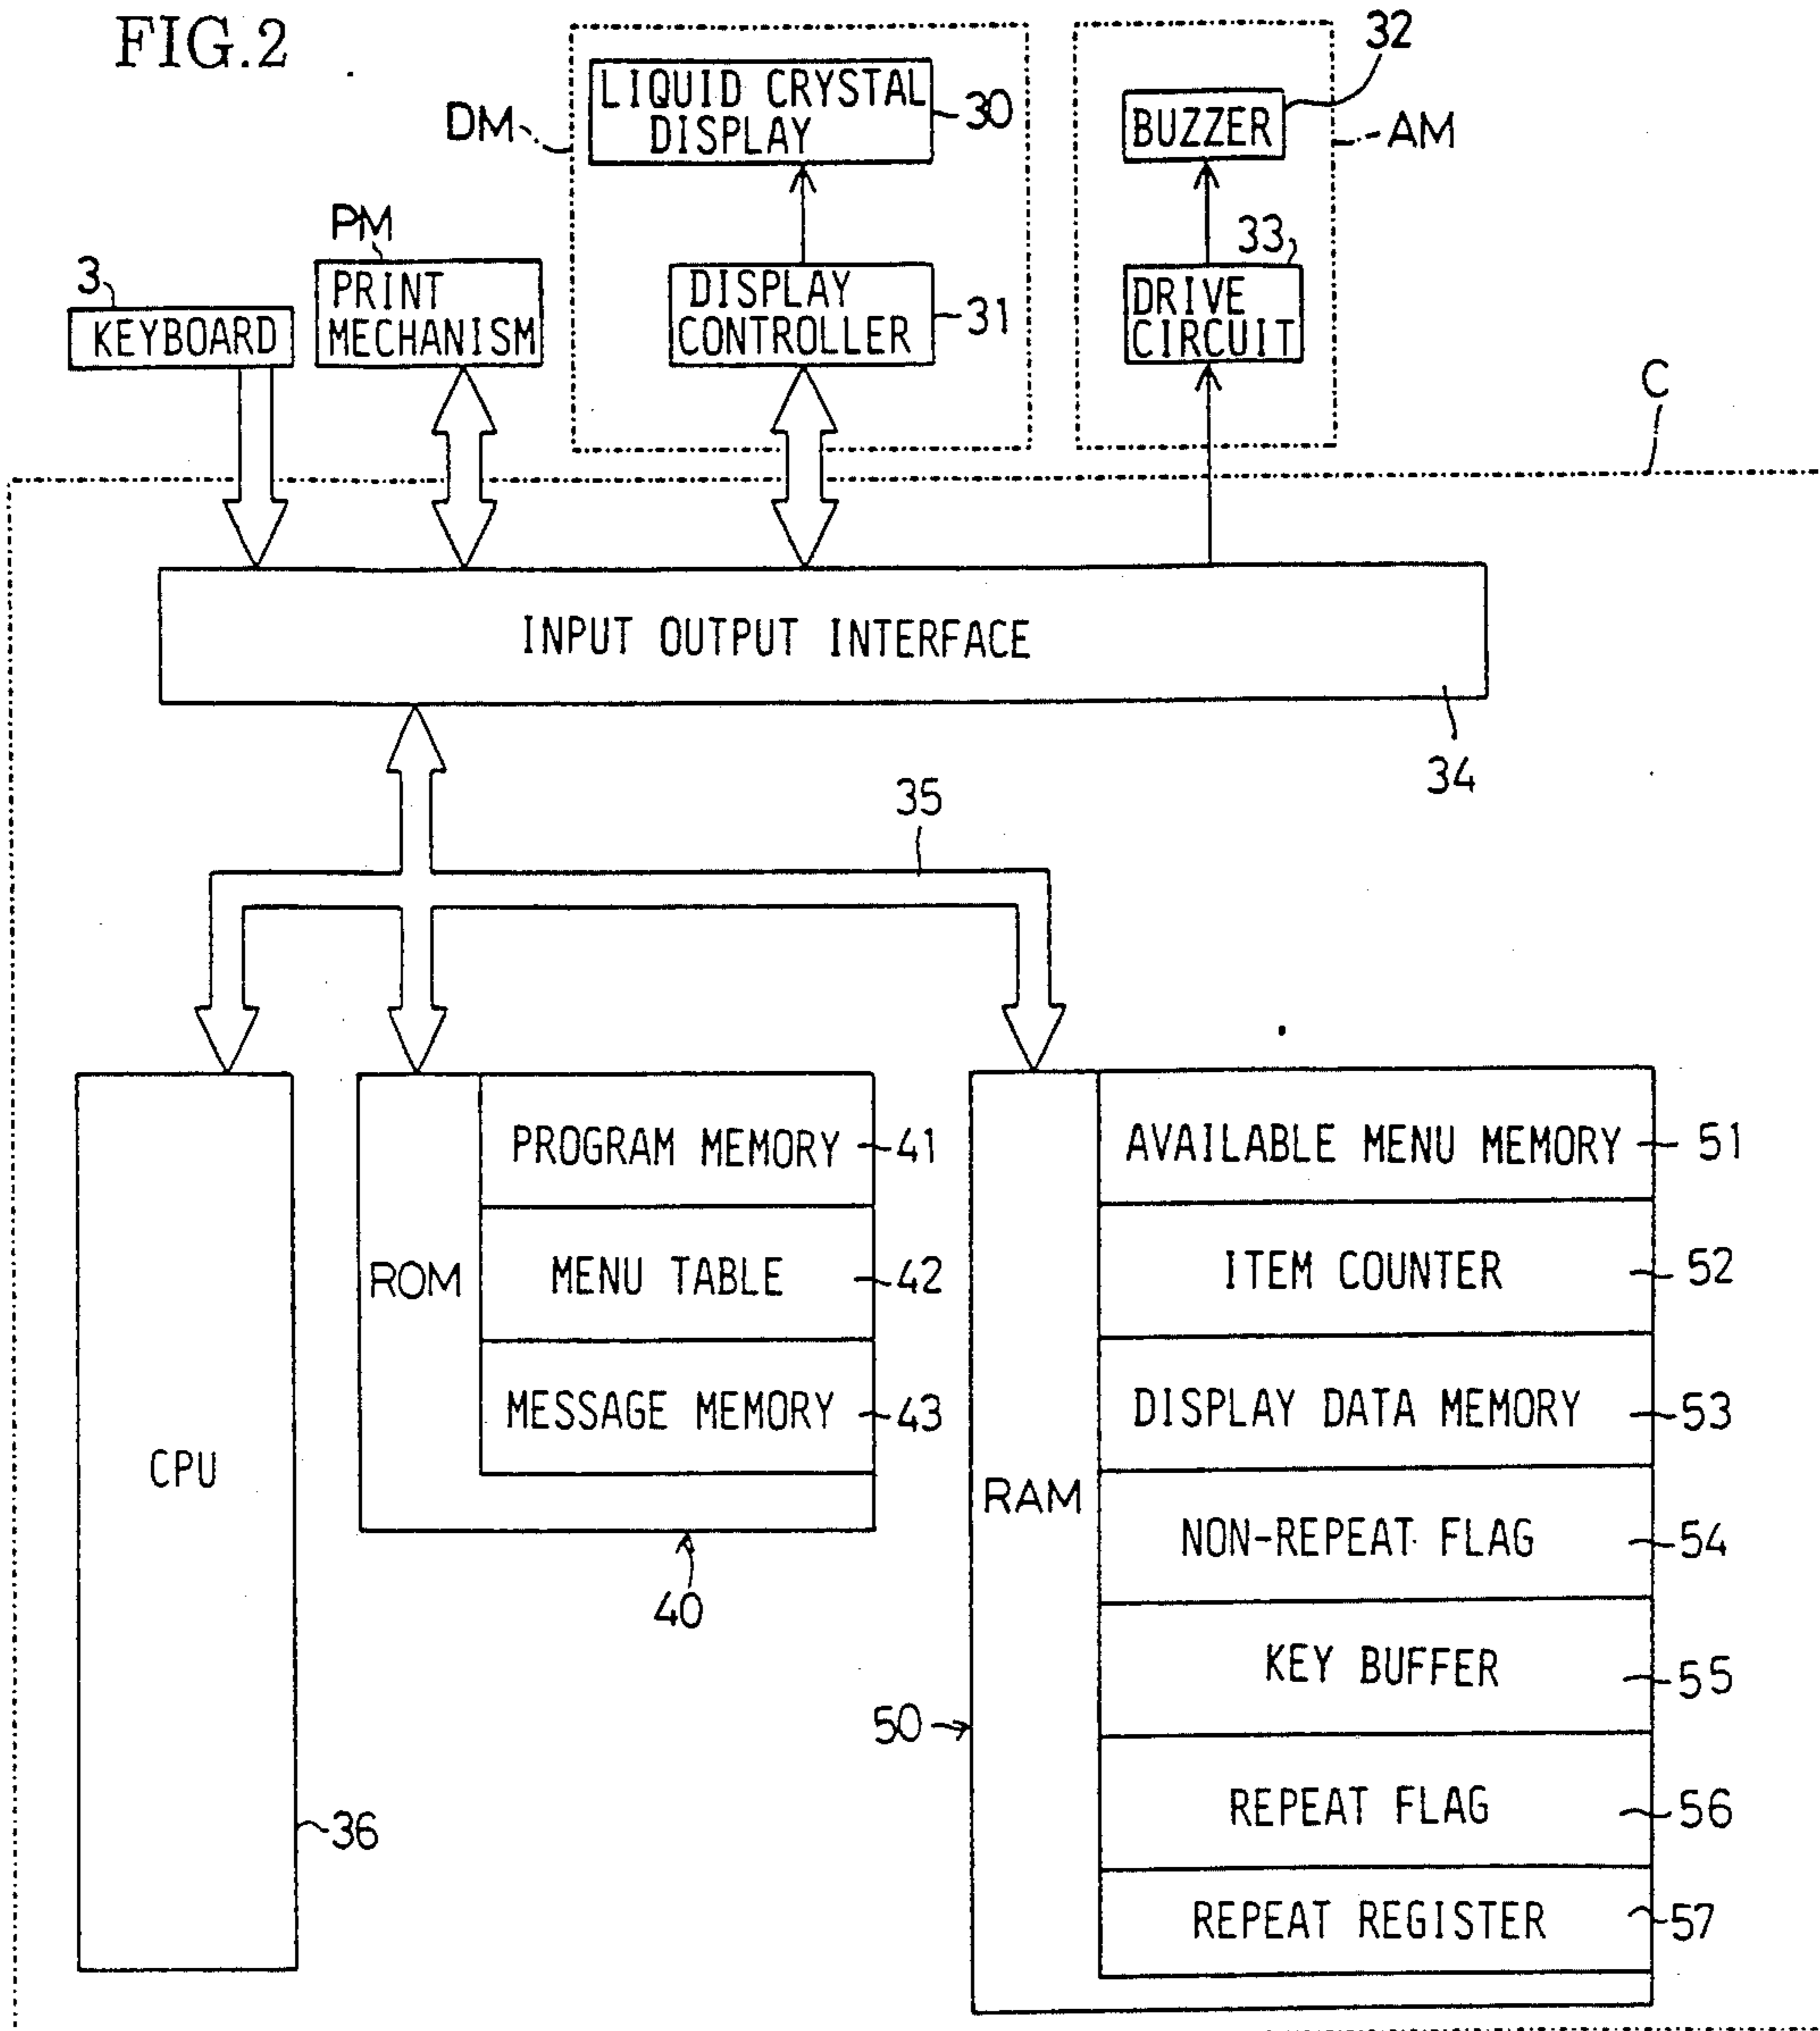 FIG.2
32
LIQUID CRYSTAL
DISPLAY
30
DM
BUZZER
AM
PM
33
3
KEYBOARD
PRINT
MECHANISM
DISPLAY
CONTROLLER
31
DRIVE
CIRCUIT
C
INPUT OUTPUT INTERFACE
34
35
CPU
36
ROM
PROGRAM MEMORY
41
MENU TABLE
42
MESSAGE MEMORY
43
40
RAM
50
AVAILABLE MENU MEMORY
51
ITEM COUNTER
52
DISPLAY DATA MEMORY
53
NON-REPEAT FLAG
54
KEY BUFFER
55
REPEAT FLAG
56
REPEAT REGISTER
57